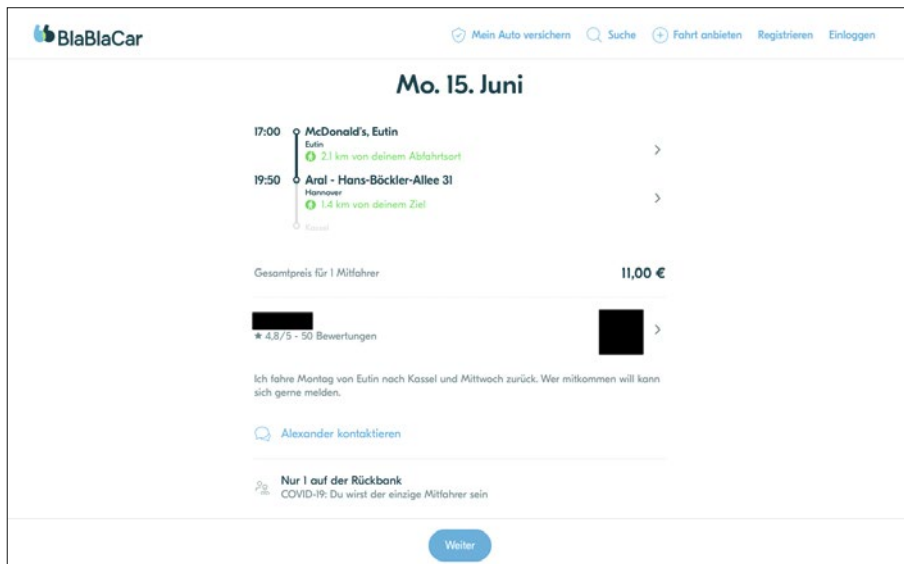 BlaBlaCar
Mein Auto versichern Suche Fahrt anbieten Registrieren Einloggen
Mo. 15. Juni
17:00 McDonald's, Eutin
Eutin
2.1 km von deinem Abfahrtsort
19:50 Aral - Hans-Böckler-Allee 31
Hannover
1.4 km von deinem Ziel
Kassel
Gesamtpreis für 1 Mitfahrer 11,00 €
★ 4,8/5 - 50 Bewertungen
Ich fahre Montag von Eutin nach Kassel und Mittwoch zurück. Wer mitkommen will kann
sich gerne melden.
Alexander kontaktieren
Nur 1 auf der Rückbank
COVID-19: Du wirst der einzige Mitfahrer sein
Weiter